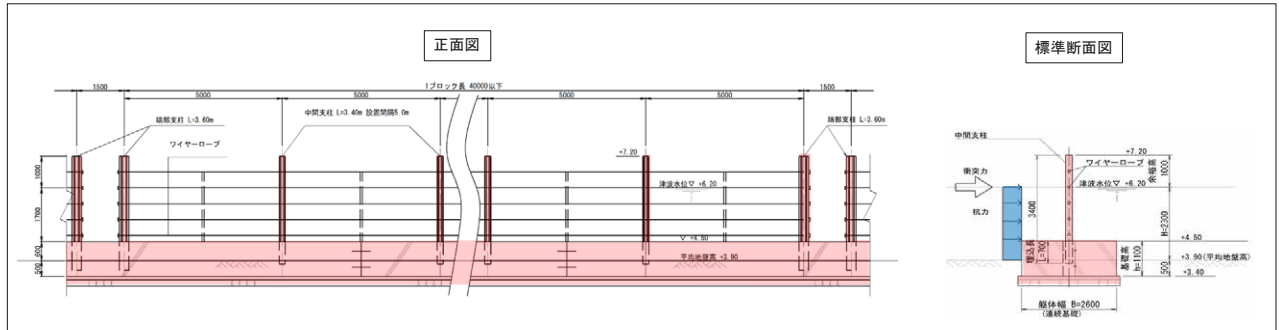 正面図
標準断面図
1500
1ブロック長 40000以下
1500
5000
5000
5000
5000
端部支柱 L=3.60m
中間支柱 L=3.40m 設置間隔5.0m
端部支柱 L=3.60m
ワイヤーロープ
+7.20
津波水位▽ +6.20
▽ +4.50
平均地盤高 +3.90
1000
1700
600
500
中間支柱
+7.20
ワイヤーロープ
津波水位▽ +6.20
衝突力
抗力
3400
余裕高
1000
H=2300
+4.50
埋込長
L=700
基礎高
h=1100
+3.90(平均地盤高)
500
+3.40
躯体幅 B=2600
(連続基礎)